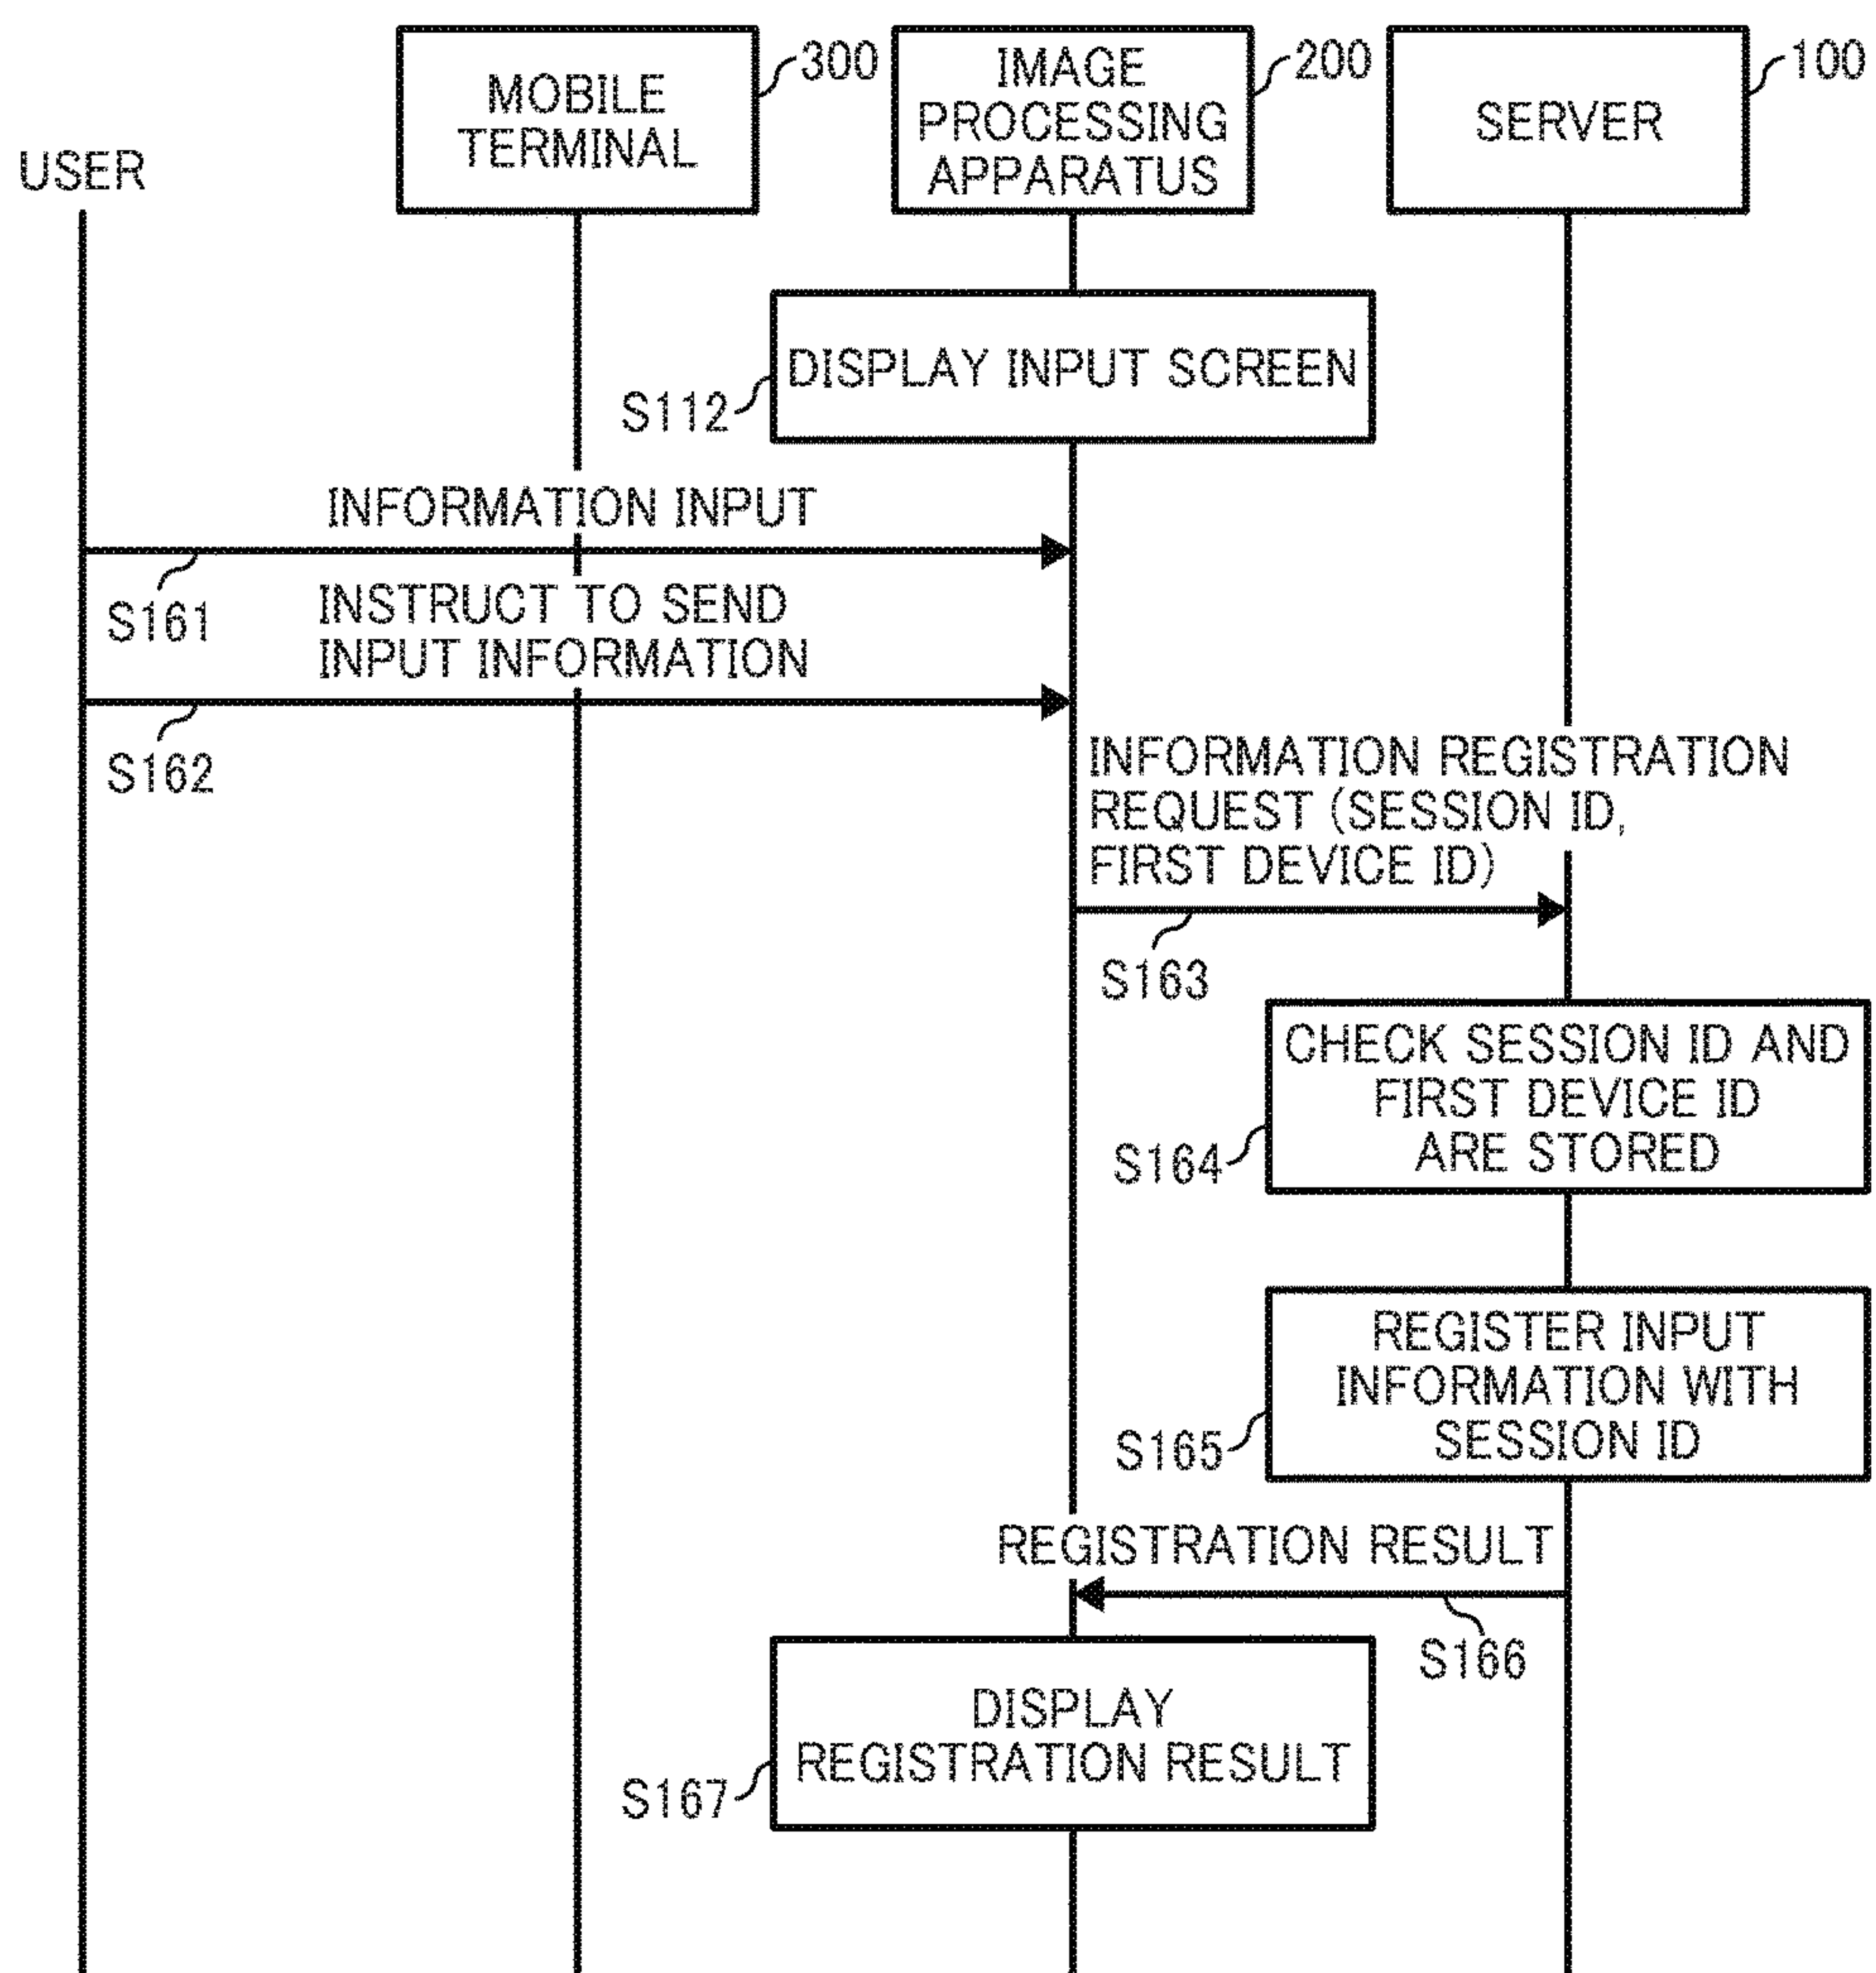 USER
MOBILE
TERMINAL
300
IMAGE
PROCESSING
APPARATUS
200
SERVER
100
DISPLAY INPUT SCREEN
S112
INFORMATION INPUT
S161
INSTRUCT TO SEND
INPUT INFORMATION
S162
INFORMATION REGISTRATION
REQUEST (SESSION ID,
FIRST DEVICE ID)
S163
CHECK SESSION ID AND
FIRST DEVICE ID
ARE STORED
S164
REGISTER INPUT
INFORMATION WITH
SESSION ID
S165
REGISTRATION RESULT
S166
DISPLAY
REGISTRATION RESULT
S167